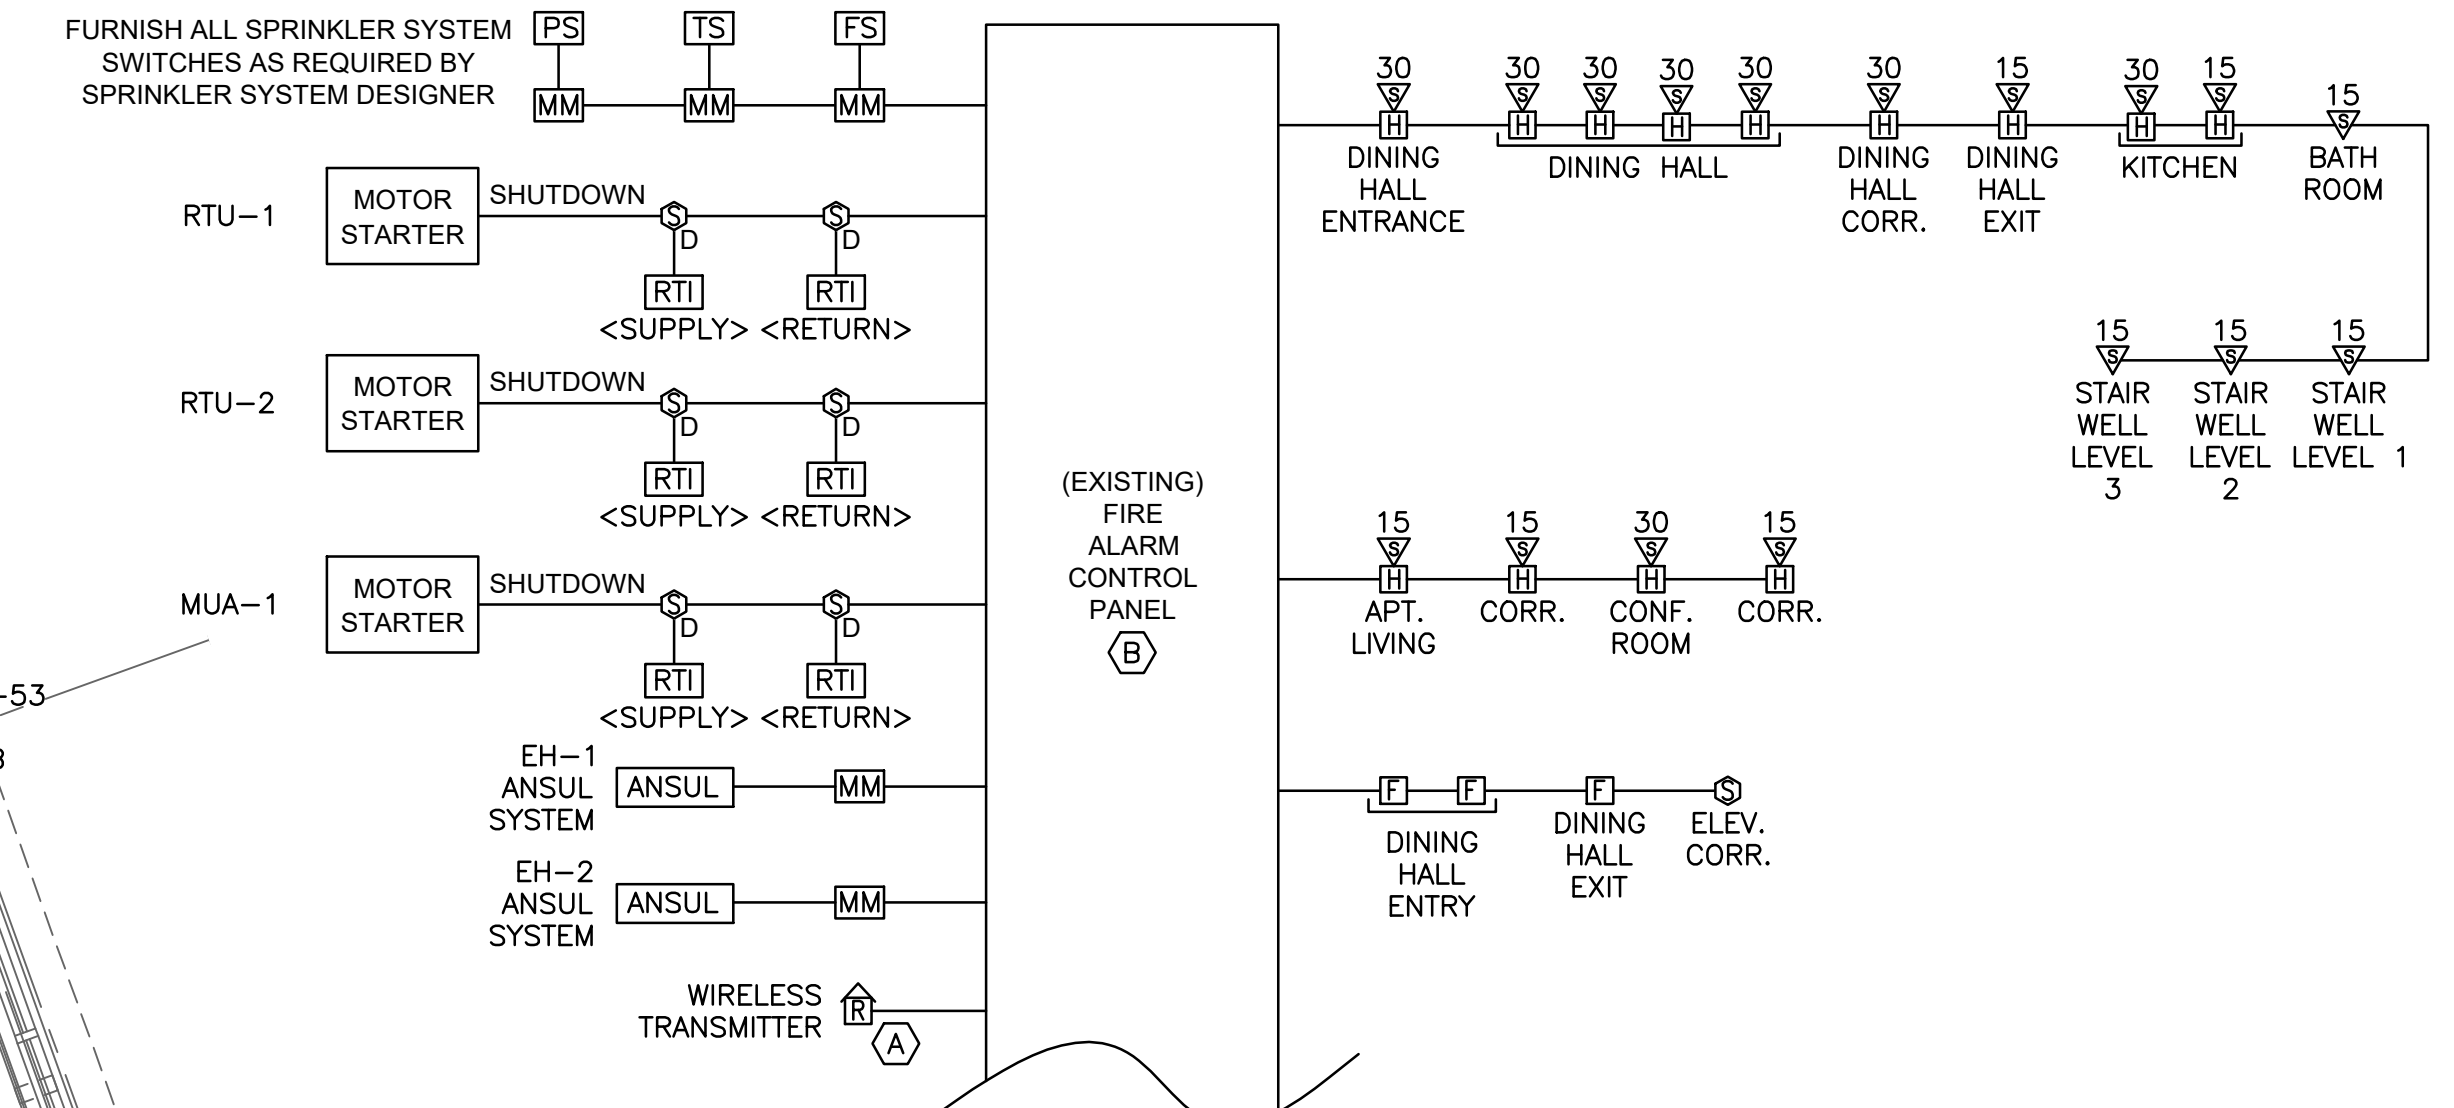 FURNISH ALL SPRINKLER SYSTEM
SWITCHES AS REQUIRED BY
SPRINKLER SYSTEM DESIGNER
PS TS FS
MM MM MM
RTU-1
MOTOR
STARTER
SHUTDOWN
S S
D D
RTI RTI
<SUPPLY> <RETURN>
RTU-2
MOTOR
STARTER
SHUTDOWN
S S
D D
RTI RTI
<SUPPLY> <RETURN>
MUA-1
MOTOR
STARTER
SHUTDOWN
S S
D D
RTI RTI
<SUPPLY> <RETURN>
-53
EH-1
ANSUL
SYSTEM
ANSUL MM
EH-2
ANSUL
SYSTEM
ANSUL MM
WIRELESS
TRANSMITTER
R
A
(EXISTING)
FIRE
ALARM
CONTROL
PANEL
B
30 30 30 30 30 30 15 30 15 15
S S S S S S S S S S
H H H H H H H H H
DINING
HALL
ENTRANCE
DINING HALL
DINING
HALL
CORR.
DINING
HALL
EXIT
KITCHEN
BATH
ROOM
15 15 15
S S S
STAIR
WELL
LEVEL
3
STAIR
WELL
LEVEL
2
STAIR
WELL
LEVEL 1
15 15 30 15
S S S S
H H H H
APT.
LIVING
CORR.
CONF.
ROOM
CORR.
F F F S
DINING
HALL
ENTRY
DINING
HALL
EXIT
ELEV.
CORR.